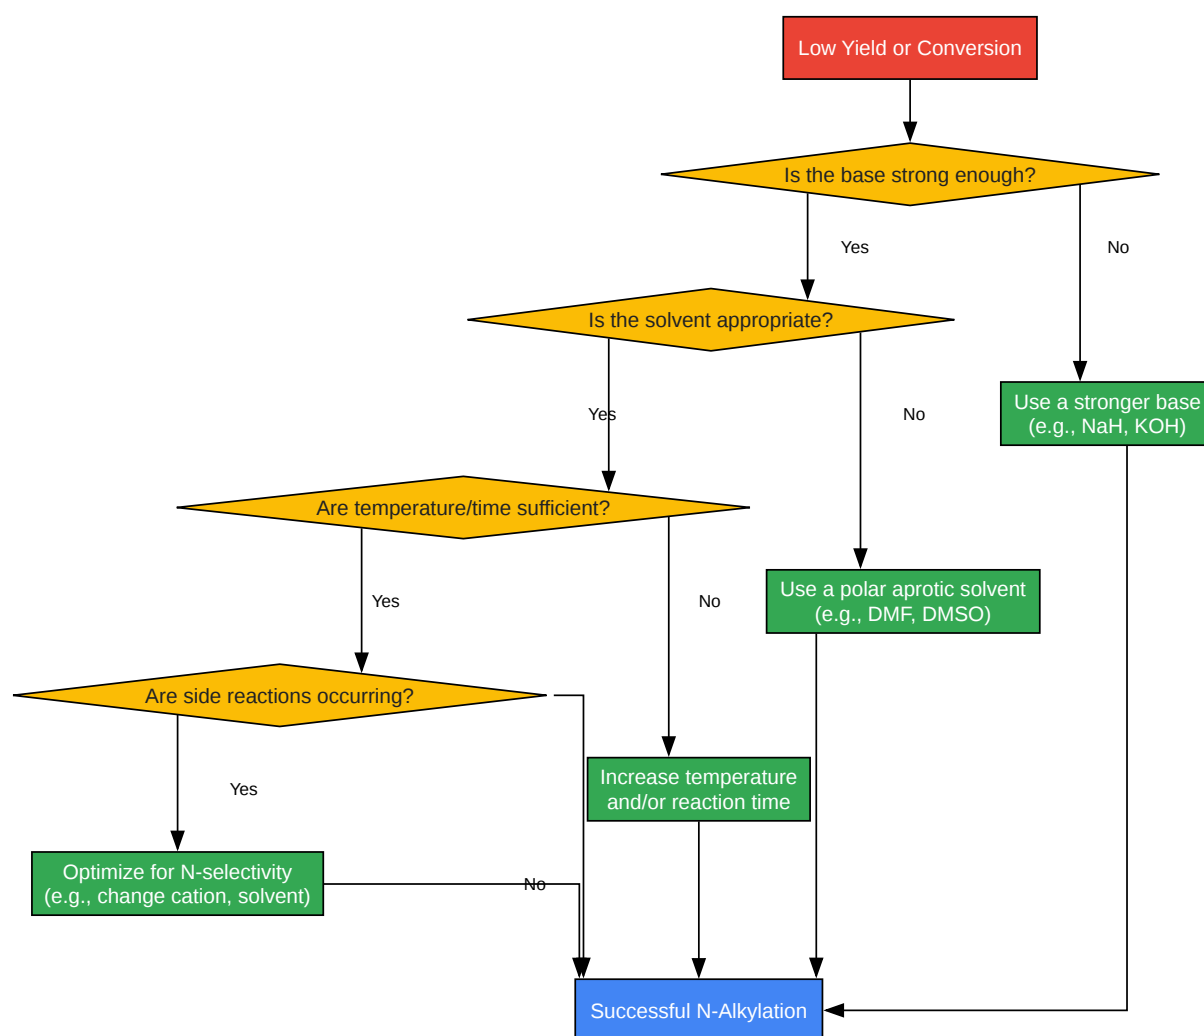 Low Yield or Conversion
Is the base strong enough?
Yes
No
Is the solvent appropriate?
Use a stronger base
(e.g., NaH, KOH)
Yes
No
Are temperature/time sufficient?
Use a polar aprotic solvent
(e.g., DMF, DMSO)
Yes
No
Are side reactions occurring?
Increase temperature
and/or reaction time
Yes
Optimize for N-selectivity
(e.g., change cation, solvent)
No
Successful N-Alkylation